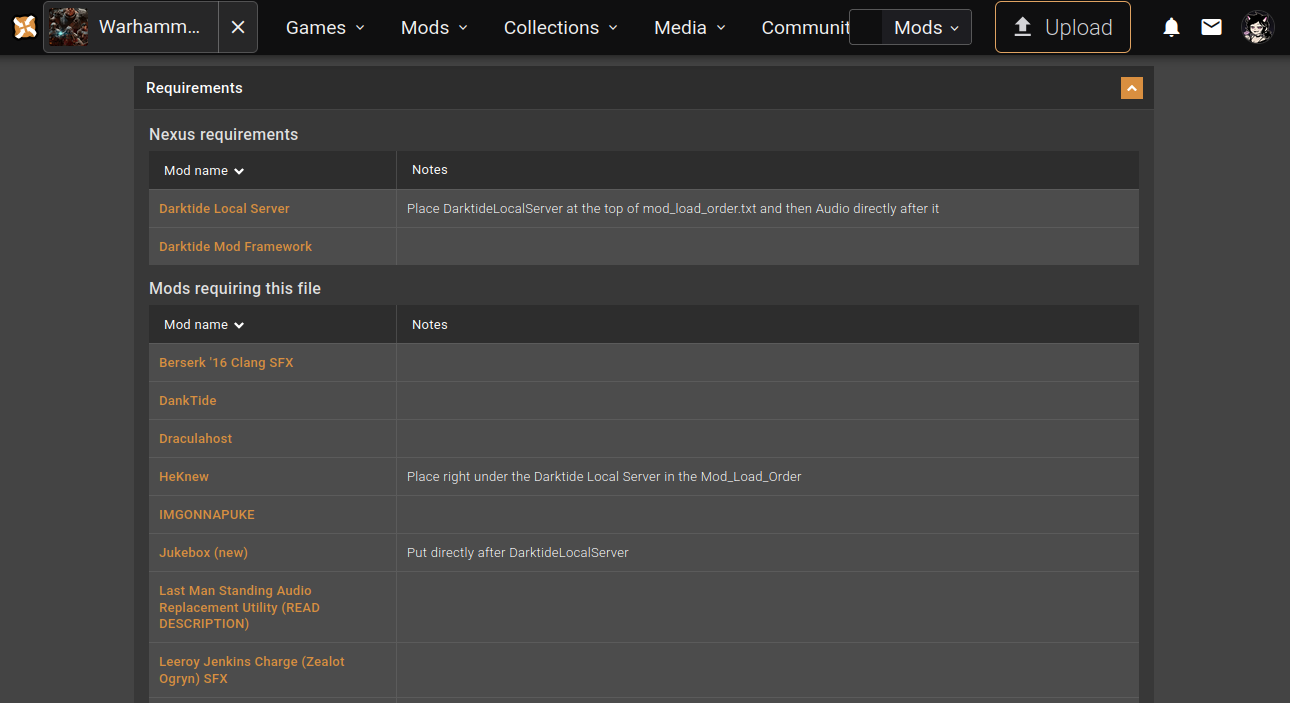 Warhamm...
Games
Mods
Collections
Media
Communit
Mods
Upload
Requirements
Nexus requirements
Mod name
Notes
Darktide Local Server
Place DarktideLocalServer at the top of mod_load_order.txt and then Audio directly after it
Darktide Mod Framework
Mods requiring this file
Mod name
Notes
Berserk '16 Clang SFX
DankTide
Draculahost
HeKnew
Place right under the Darktide Local Server in the Mod_Load_Order
IMGONNAPUKE
Jukebox (new)
Put directly after DarktideLocalServer
Last Man Standing Audio
Replacement Utility (READ
DESCRIPTION)
Leeroy Jenkins Charge (Zealot
Ogryn) SFX